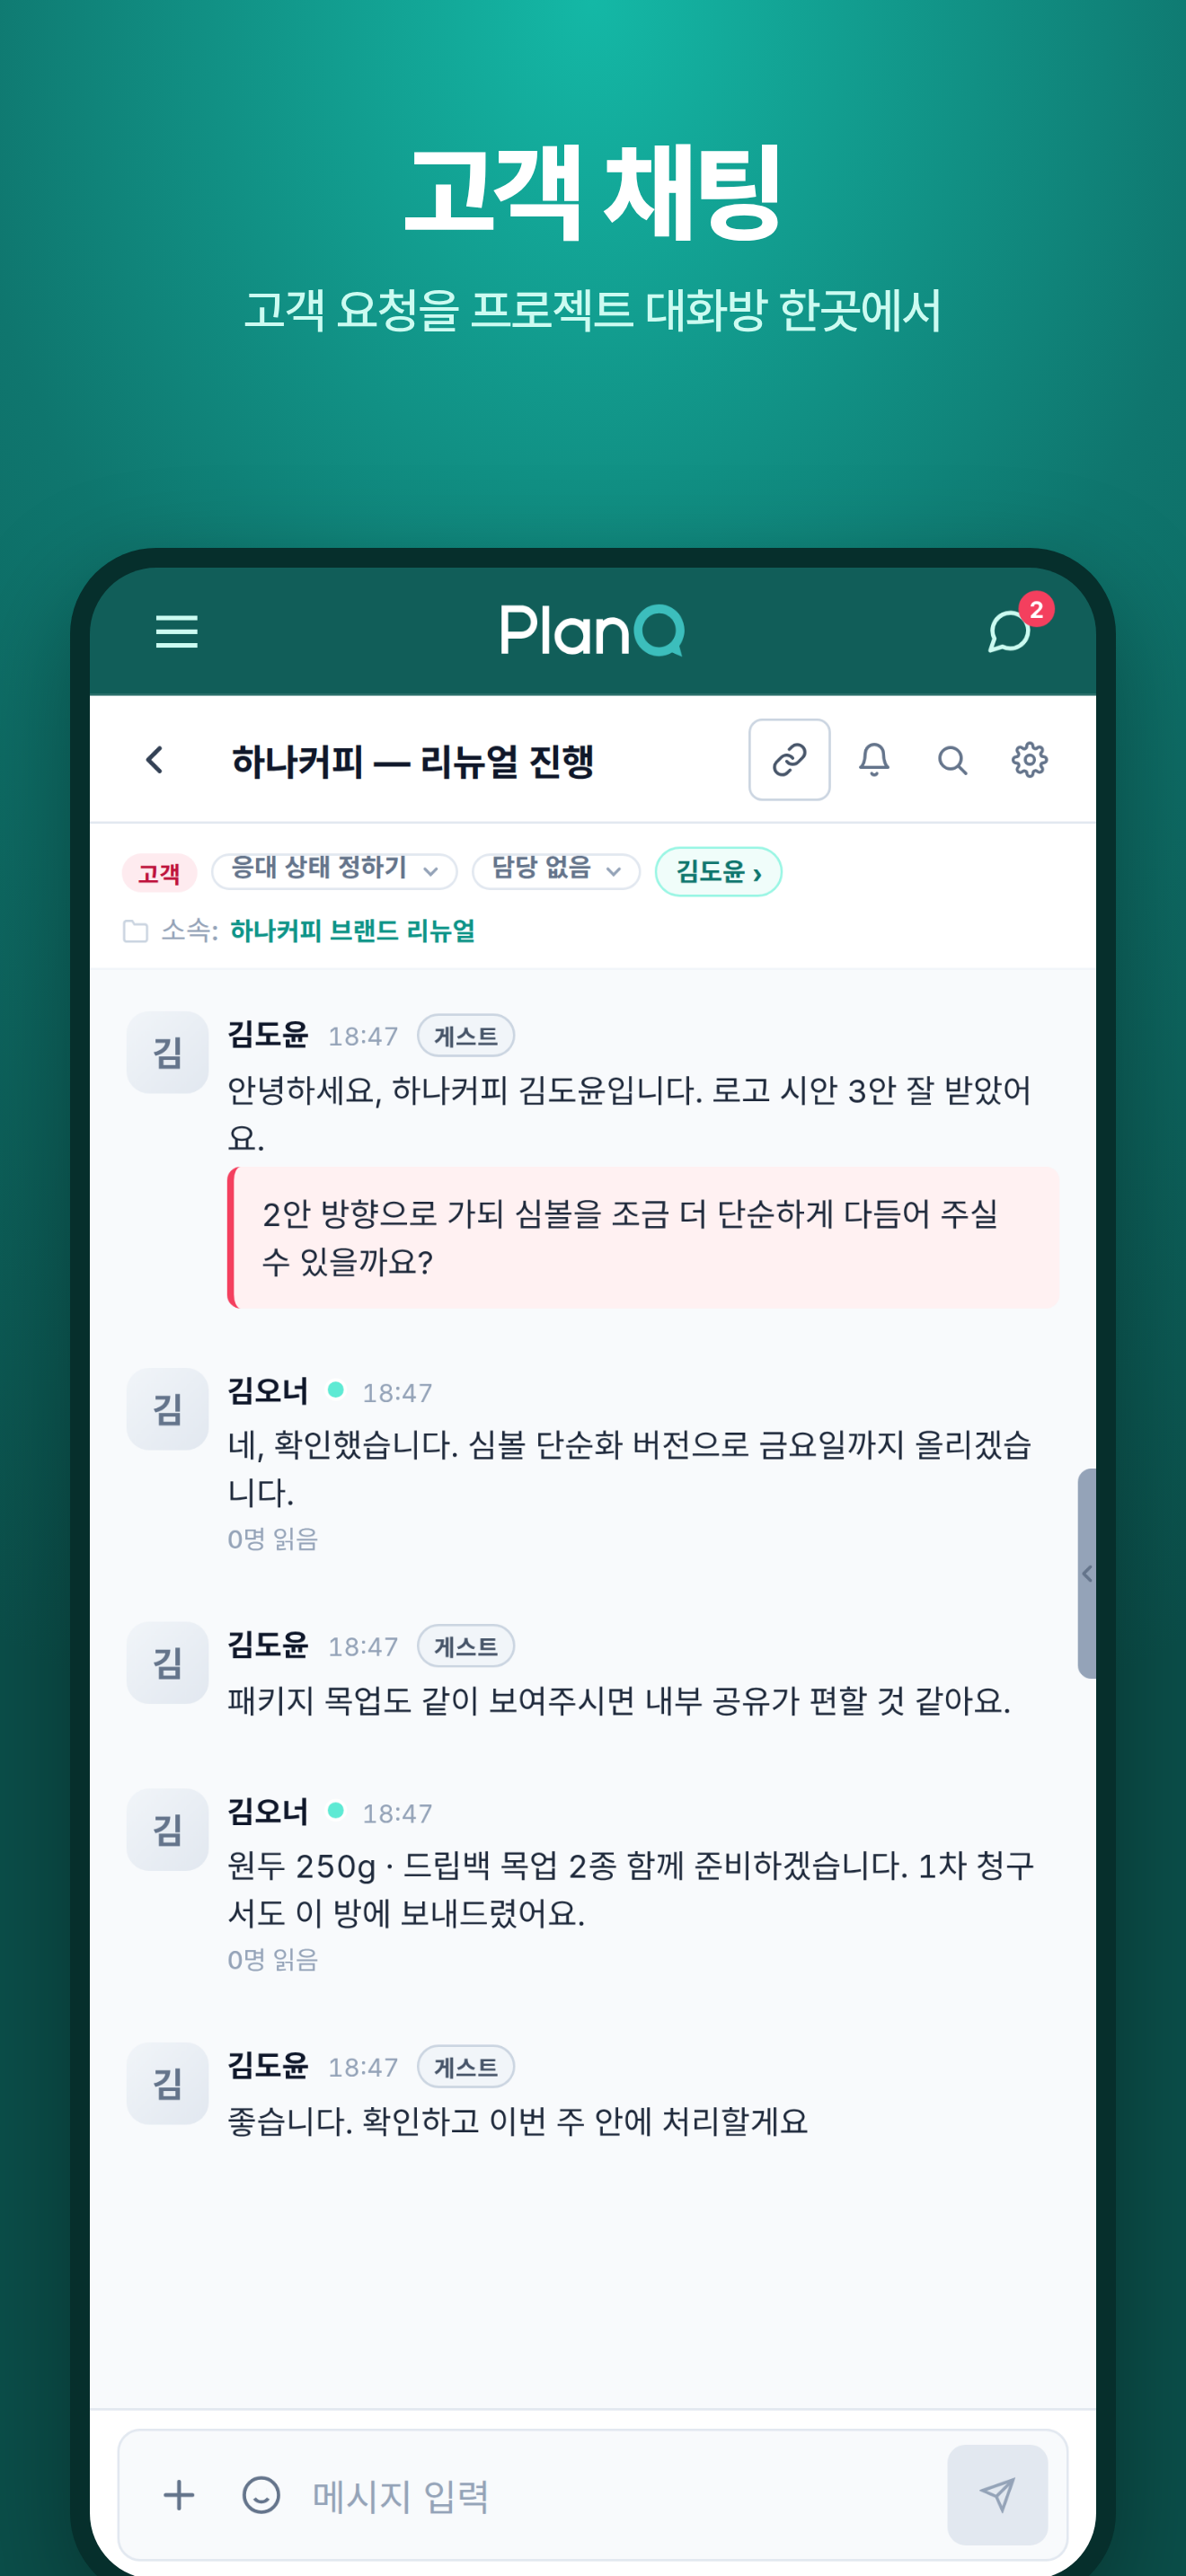 고객 채팅
고객 요청을 프로젝트 대화방 한곳에서
PlanQ
2
하나커피 — 리뉴얼 진행
고객 응대 상태 정하기 담당 없음 김도윤 ›
소속: 하나커피 브랜드 리뉴얼
김 김도윤 18:47 게스트
안녕하세요, 하나커피 김도윤입니다. 로고 시안 3안 잘 받았어
요.
2안 방향으로 가되 심볼을 조금 더 단순하게 다듬어 주실
수 있을까요?
김 김오너 18:47
네, 확인했습니다. 심볼 단순화 버전으로 금요일까지 올리겠습
니다.
0명 읽음
김 김도윤 18:47 게스트
패키지 목업도 같이 보여주시면 내부 공유가 편할 것 같아요.
김 김오너 18:47
원두 250g · 드립백 목업 2종 함께 준비하겠습니다. 1차 청구
서도 이 방에 보내드렸어요.
0명 읽음
김 김도윤 18:47 게스트
좋습니다. 확인하고 이번 주 안에 처리할게요
메시지 입력